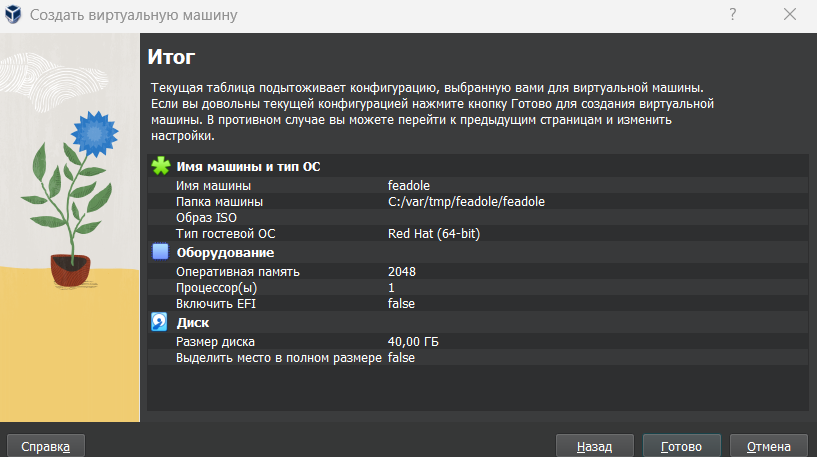 Создать виртуальную машину
?
Итог
Текущая таблица подытоживает конфигурацию, выбранную вами для виртуальной машины.
Если вы довольны текущей конфигурацией нажмите кнопку Готово для создания виртуальной
машины. В противном случае вы можете перейти к предыдущим страницам и изменить
настройки.
Имя машины и тип ОС
Имя машины feadole
Папка машины C:/var/tmp/feadole/feadole
Образ ISO
Тип гостевой ОС Red Hat (64-bit)
Оборудование
Оперативная память 2048
Процессор(ы) 1
Включить EFI false
Диск
Размер диска 40,00 ГБ
Выделить место в полном размере false
Справка Назад Готово Отмена